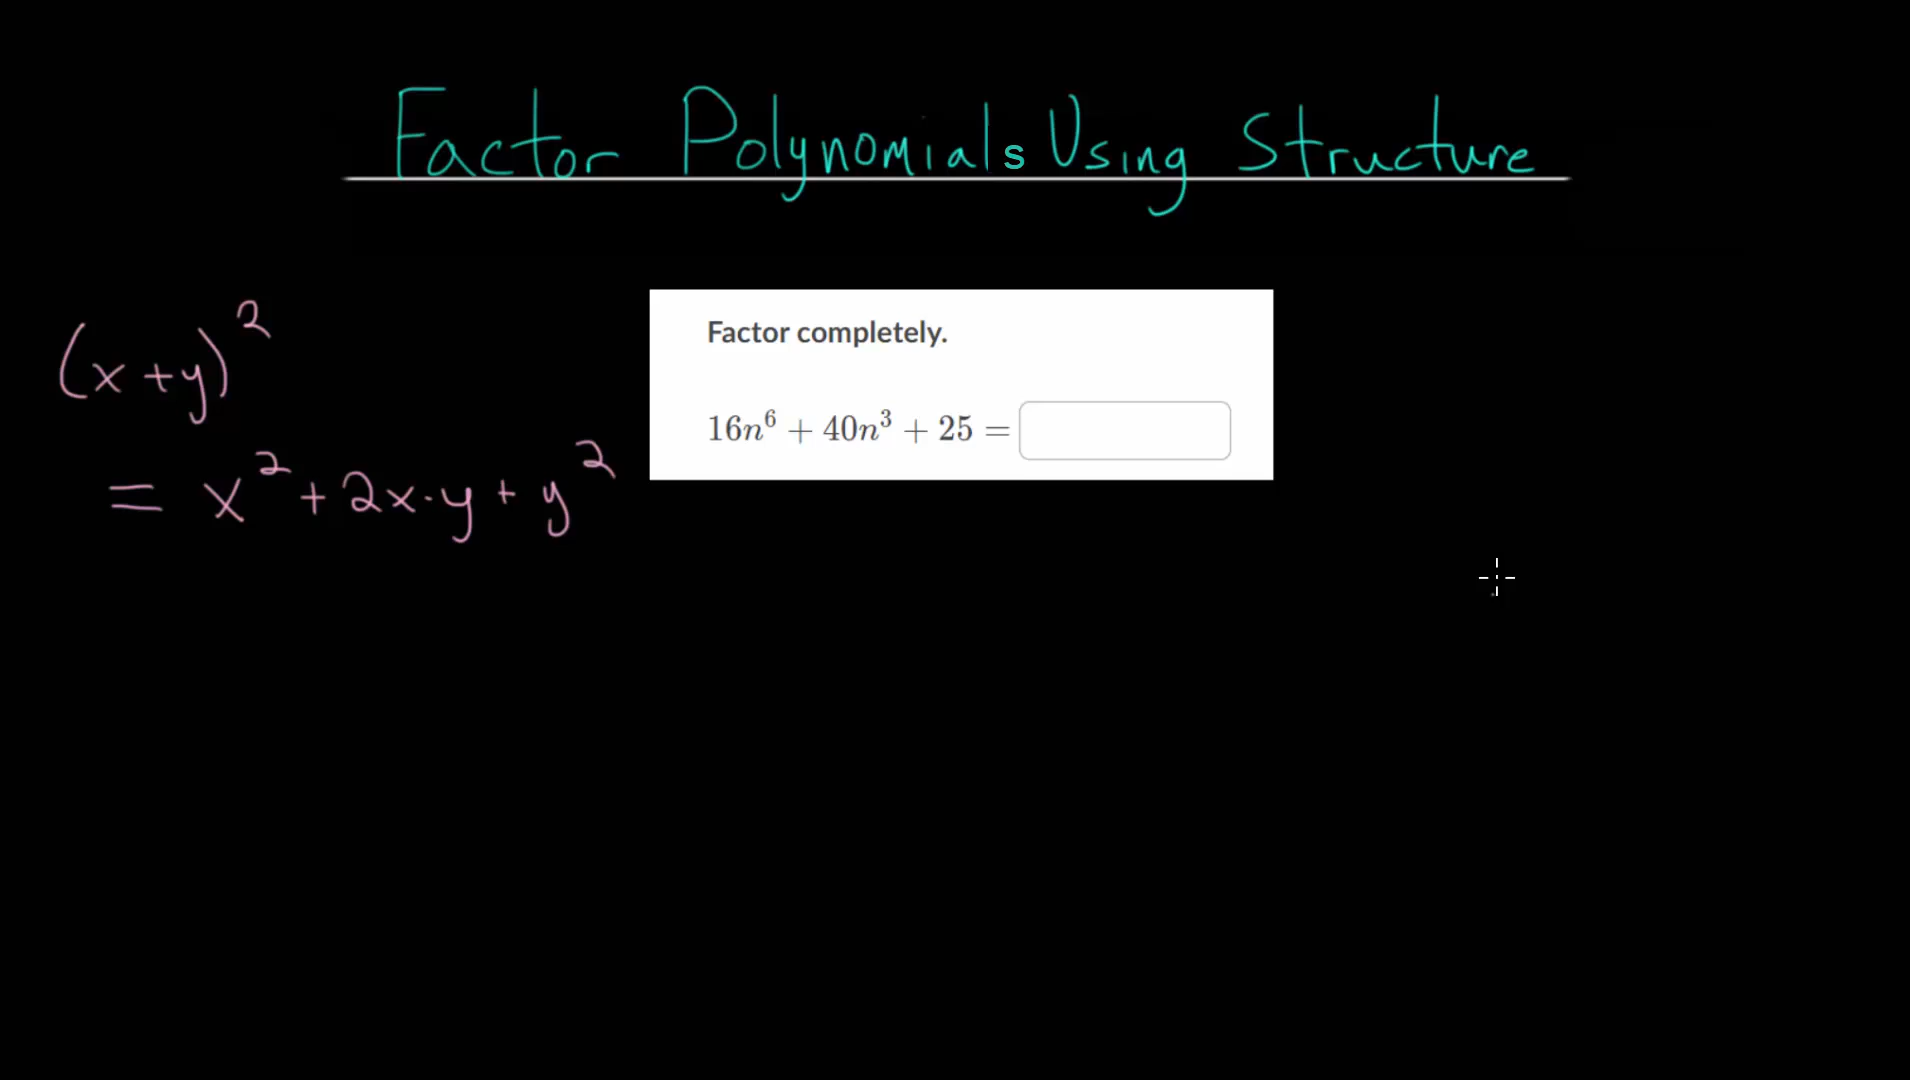 Factor Polynomials Using Structure
(x+y)²
= x² + 2x·y + y²
Factor completely.
16n⁶ + 40n³ + 25 =